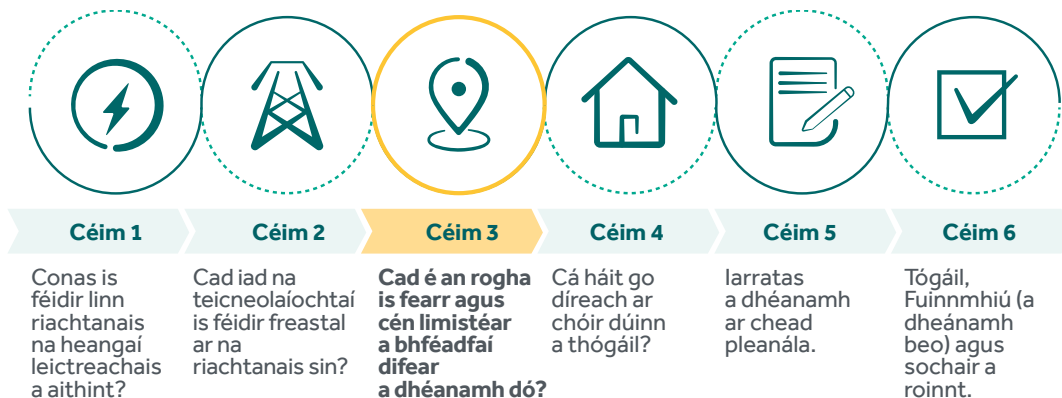 Céim 1
Conas is
féidir linn
riachtanais
na heangaí
leictreachais
a aithint?
Céim 2
Cad iad na
teicneolaíochtaí
is féidir freastal
ar na
riachtanais sin?
Céim 3
Cad é an rogha
is fearr agus
cén limistéar
a bhféadfaí
difear
a dhéanamh dó?
Céim 4
Cá háit go
díreach ar
chóir dúinn
a thógáil?
Céim 5
Iarratas
a dhéanamh
ar chead
pleanála.
Céim 6
Tógáil,
Fuinnmhiú (a
dheánamh
beo) agus
sochair a
roinnt.